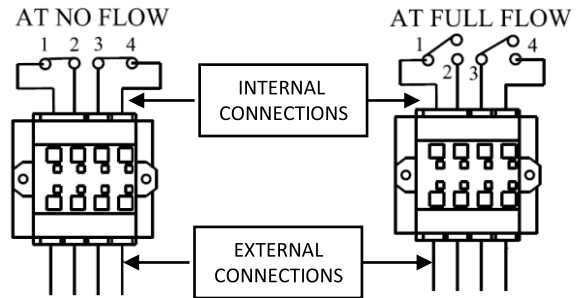 AT NO FLOW
1 2 3 4
AT FULL FLOW
1 2 3 4
INTERNAL
CONNECTIONS
EXTERNAL
CONNECTIONS